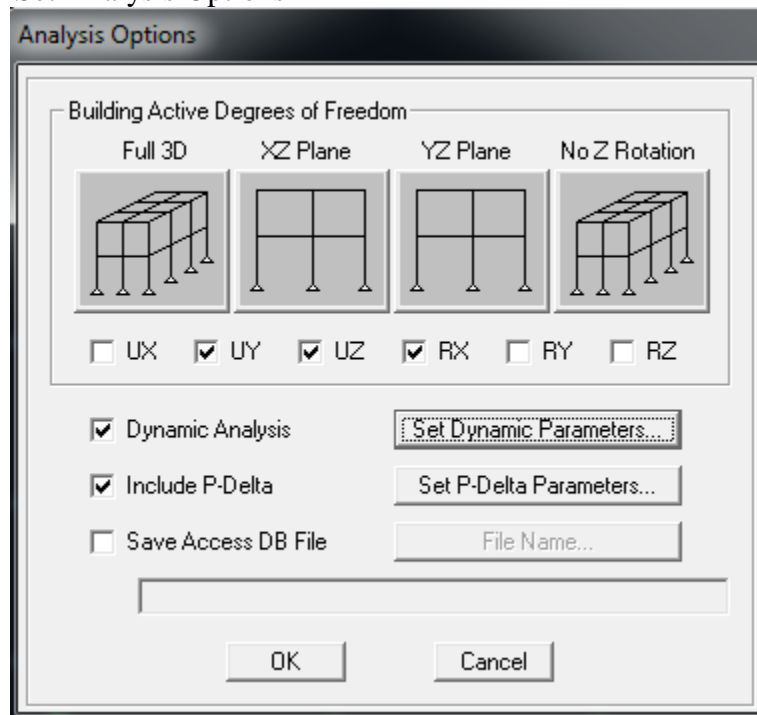 Analysis Options
Building Active Degrees of Freedom
Full 3D XZ Plane YZ Plane No Z Rotation
UX UY UZ RX RY RZ
Dynamic Analysis Set Dynamic Parameters...
Include P-Delta Set P-Delta Parameters...
Save Access DB File File Name...
OK Cancel